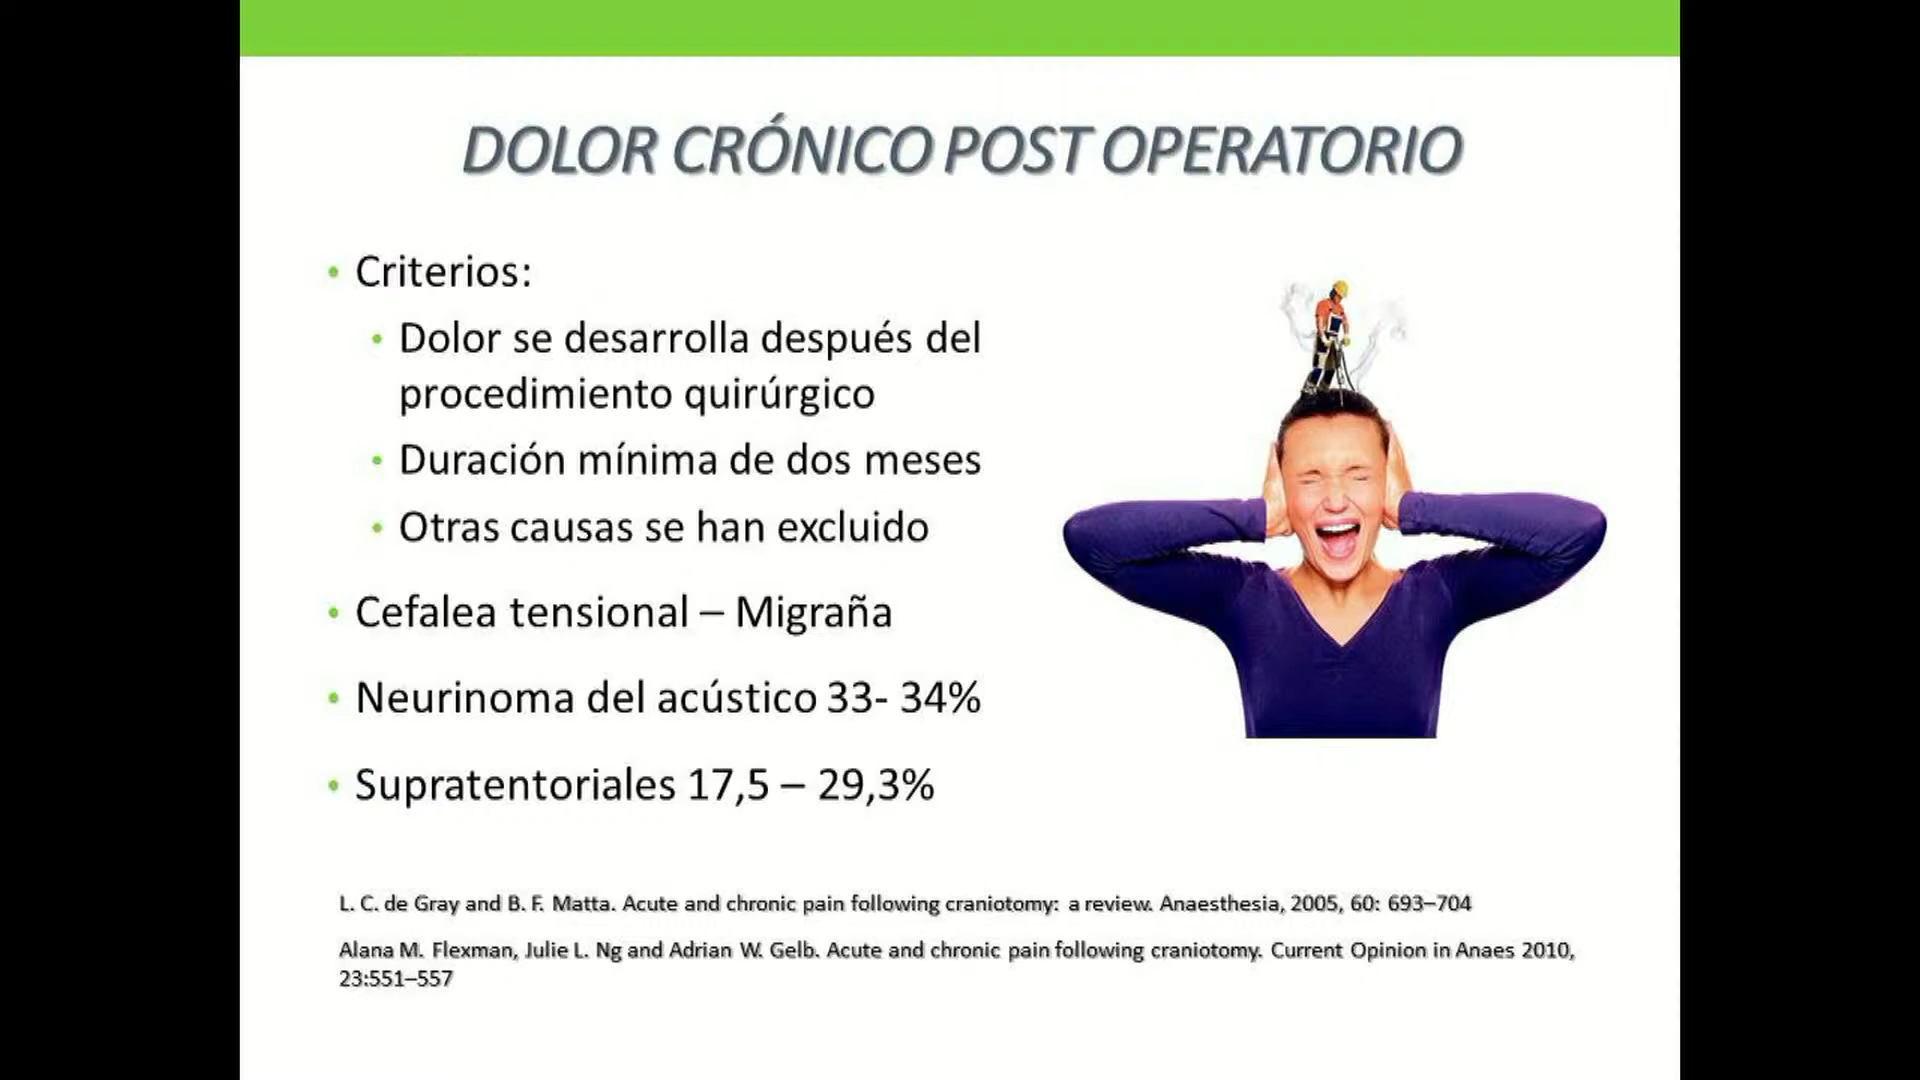 DOLOR CRÓNICO POST OPERATORIO
• Criterios:
• Dolor se desarrolla después del
procedimiento quirúrgico
• Duración mínima de dos meses
• Otras causas se han excluido
• Cefalea tensional – Migraña
• Neurinoma del acústico 33- 34%
• Supratentoriales 17,5 – 29,3%
L. C. de Gray and B. F. Matta. Acute and chronic pain following craniotomy: a review. Anaesthesia, 2005, 60: 693–704
Alana M. Flexman, Julie L. Ng and Adrian W. Gelb. Acute and chronic pain following craniotomy. Current Opinion in Anaes 2010,
23:551–557